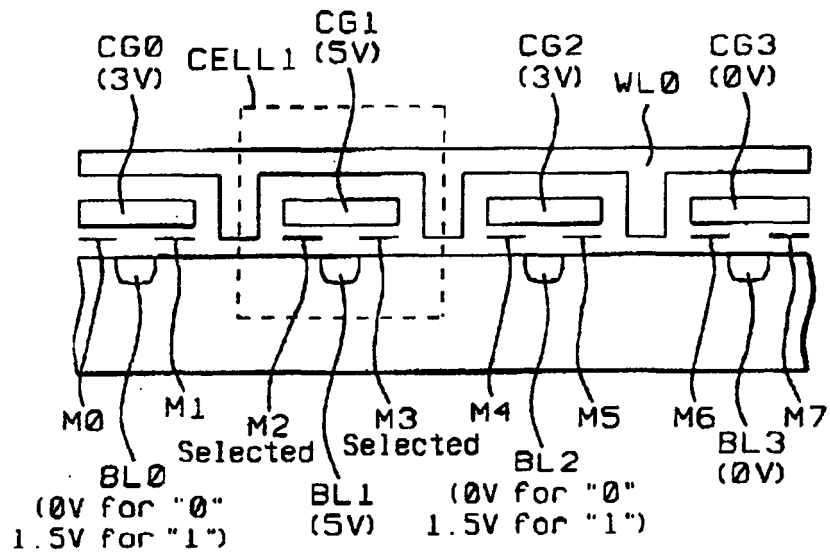 CG0
(3V)
CELL1
CG1
(5V)
CG2
(3V)
CG3
(0V)
WL0
M0
M1
M2
Selected
M3
Selected
M4
M5
M6
M7
BL0
(0V for "0"
1.5V for "1")
BL1
(5V)
BL2
(0V for "0"
1.5V for "1")
BL3
(0V)